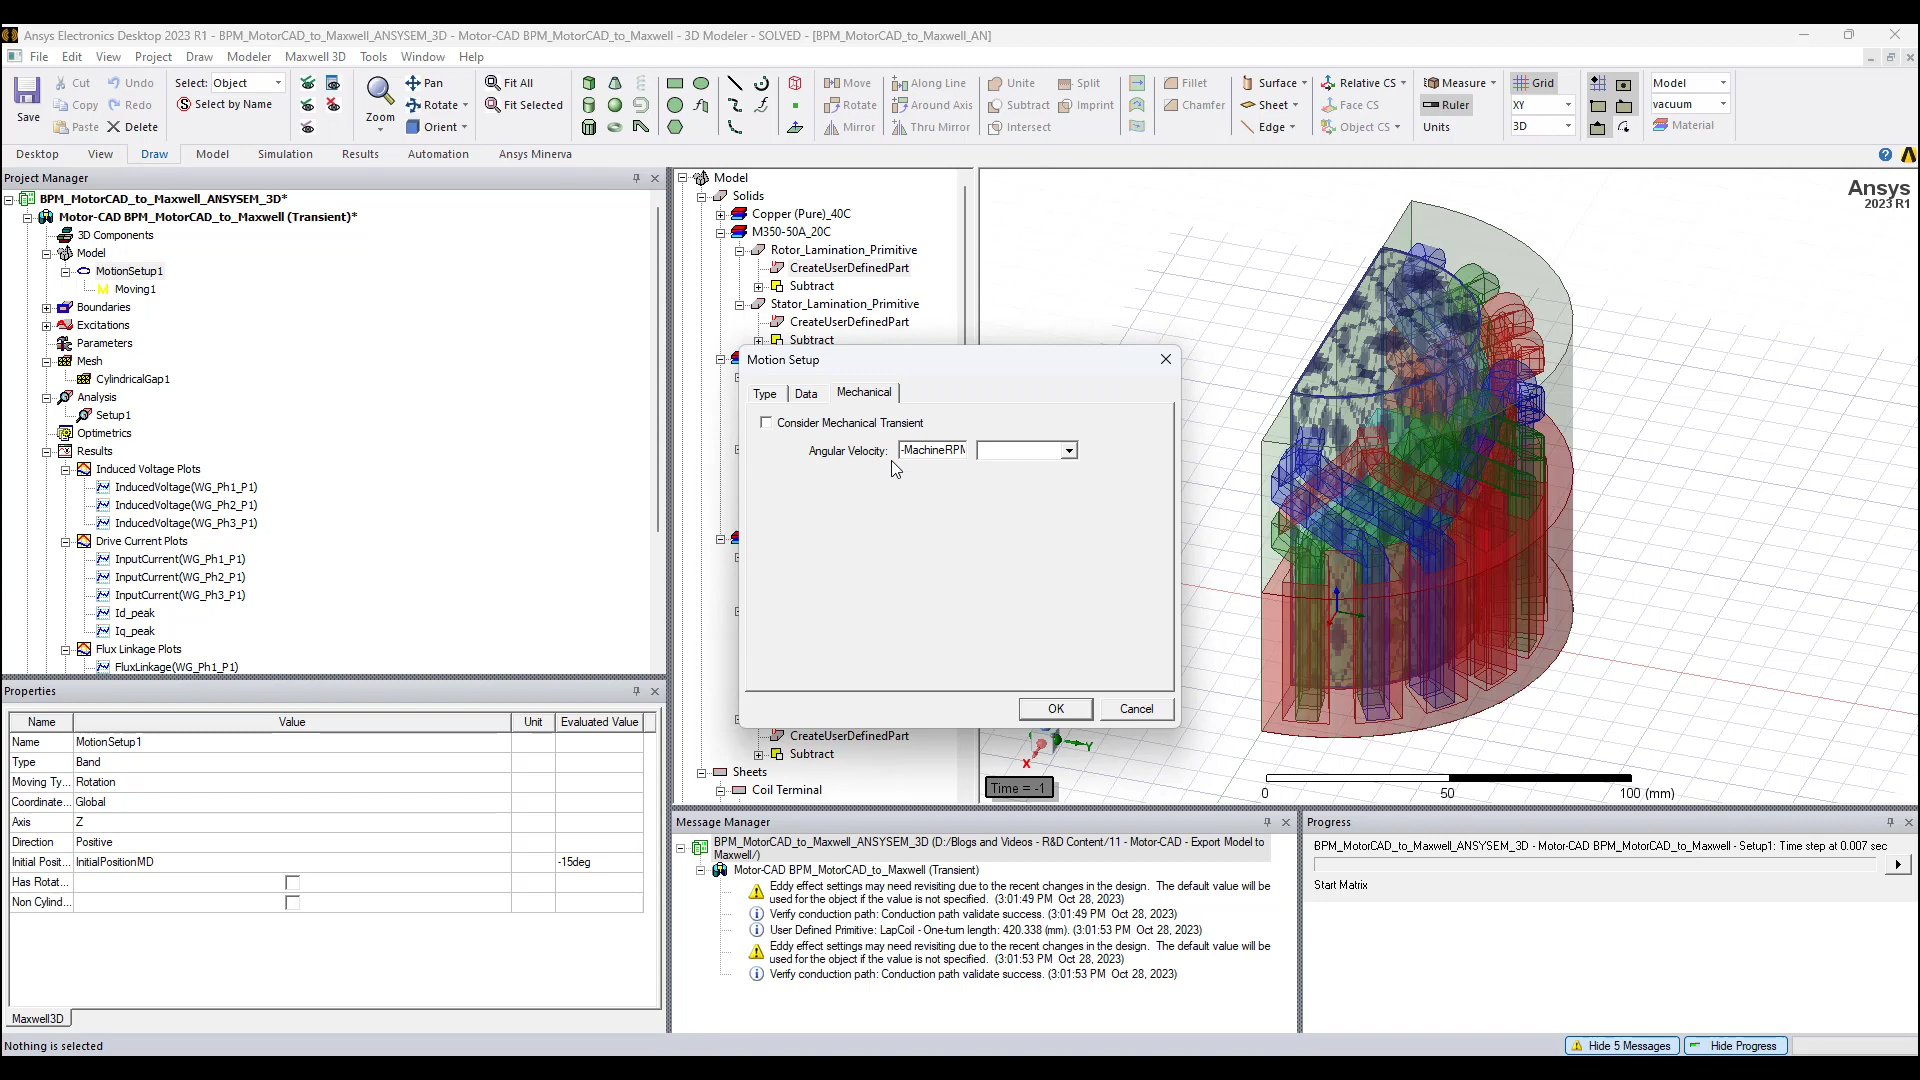 Ansys Electronics Desktop 2023 R1 - BPM_MotorCAD_to_Maxwell_ANSYSEM_3D - Motor-CAD BPM_MotorCAD_to_Maxwell - 3D Modeler - SOLVED - [BPM_MotorCAD_to_Maxwell_AN]
File Edit View Project Draw Modeler Maxwell 3D Tools Window Help
Save
Cut Undo
Copy Redo
Paste Delete
Select: Object
Select by Name
Zoom
Pan
Rotate
Orient
Fit All
Fit Selected
Move Along Line
Rotate Around Axis
Mirror Thru Mirror
Unite Split
Subtract Imprint
Intersect
Fillet
Chamfer
Surface
Sheet
Edge
Relative CS
Face CS
Object CS
Measure
Ruler
Units
Grid
XY
3D
Model
vacuum
Material
Desktop View Draw Model Simulation Results Automation Ansys Minerva
Project Manager
BPM_MotorCAD_to_Maxwell_ANSYSEM_3D*
Motor-CAD BPM_MotorCAD_to_Maxwell (Transient)*
3D Components
Model
MotionSetup1
Moving1
Boundaries
Excitations
Parameters
Mesh
CylindricalGap1
Analysis
Setup1
Optimetrics
Results
Induced Voltage Plots
InducedVoltage(WG_Ph1_P1)
InducedVoltage(WG_Ph2_P1)
InducedVoltage(WG_Ph3_P1)
Drive Current Plots
InputCurrent(WG_Ph1_P1)
InputCurrent(WG_Ph2_P1)
InputCurrent(WG_Ph3_P1)
Id_peak
Iq_peak
Flux Linkage Plots
FluxLinkage(WG_Ph1_P1)
Properties
Name Value Unit Evaluated Value
Name MotionSetup1
Type Band
Moving Ty... Rotation
Coordinate... Global
Axis Z
Direction Positive
Initial Posit... InitialPositionMD -15deg
Has Rotat...
Non Cylind...
Maxwell3D
Nothing is selected
Model
Solids
Copper (Pure)_40C
M350-50A_20C
Rotor_Lamination_Primitive
CreateUserDefinedPart
Subtract
Stator_Lamination_Primitive
CreateUserDefinedPart
Subtract
Motion Setup
Type Data Mechanical
Consider Mechanical Transient
Angular Velocity: -MachineRPM
OK Cancel
CreateUserDefinedPart
Subtract
Sheets
Coil Terminal
Ansys
2023 R1
Y
X
Time = -1
0 50 100 (mm)
Message Manager
BPM_MotorCAD_to_Maxwell_ANSYSEM_3D (D:/Blogs and Videos - R&D Content/11 - Motor-CAD - Export Model to
Maxwell/)
Motor-CAD BPM_MotorCAD_to_Maxwell (Transient)
Eddy effect settings may need revisiting due to the recent changes in the design. The default value will be
used for the object if the value is not specified. (3:01:49 PM Oct 28, 2023)
Verify conduction path: Conduction path validate success. (3:01:49 PM Oct 28, 2023)
User Defined Primitive: LapCoil - One-turn length: 420.338 (mm). (3:01:53 PM Oct 28, 2023)
Eddy effect settings may need revisiting due to the recent changes in the design. The default value will be
used for the object if the value is not specified. (3:01:53 PM Oct 28, 2023)
Verify conduction path: Conduction path validate success. (3:01:53 PM Oct 28, 2023)
Progress
BPM_MotorCAD_to_Maxwell_ANSYSEM_3D - Motor-CAD BPM_MotorCAD_to_Maxwell - Setup1: Time step at 0.007 sec
Start Matrix
Hide 5 Messages Hide Progress